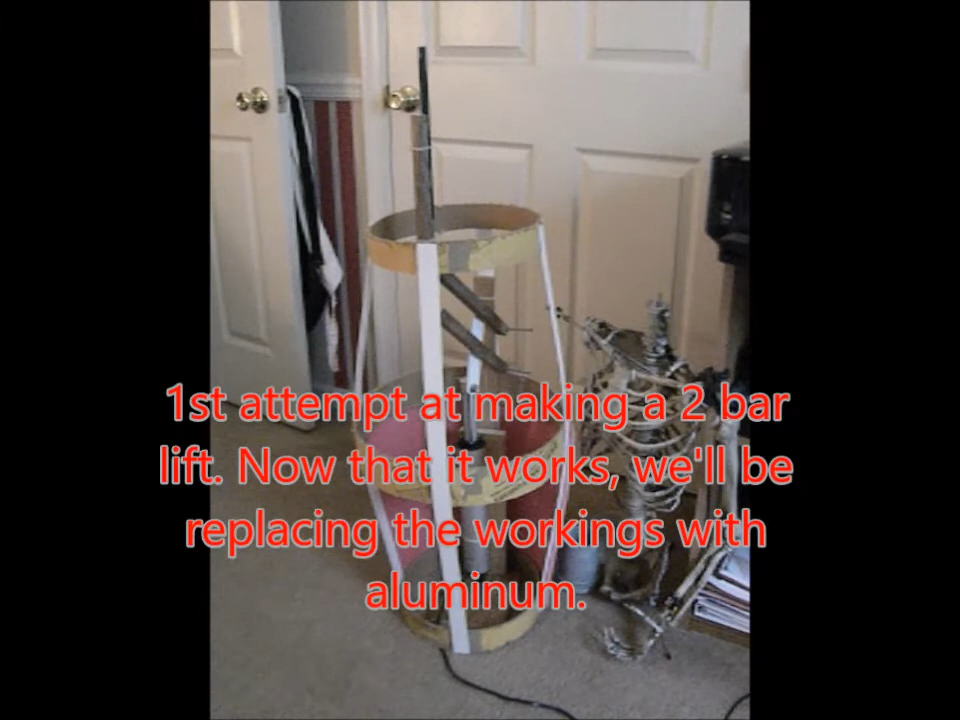 1st attempt at making a 2 bar
lift. Now that it works, we'll be
replacing the workings with
aluminum.